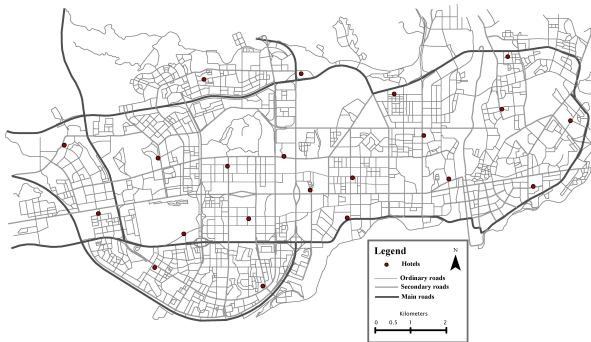 Legend
N
Hotels
Ordinary roads
Secondary roads
Main roads
Kilometers
0 0.5 1 2